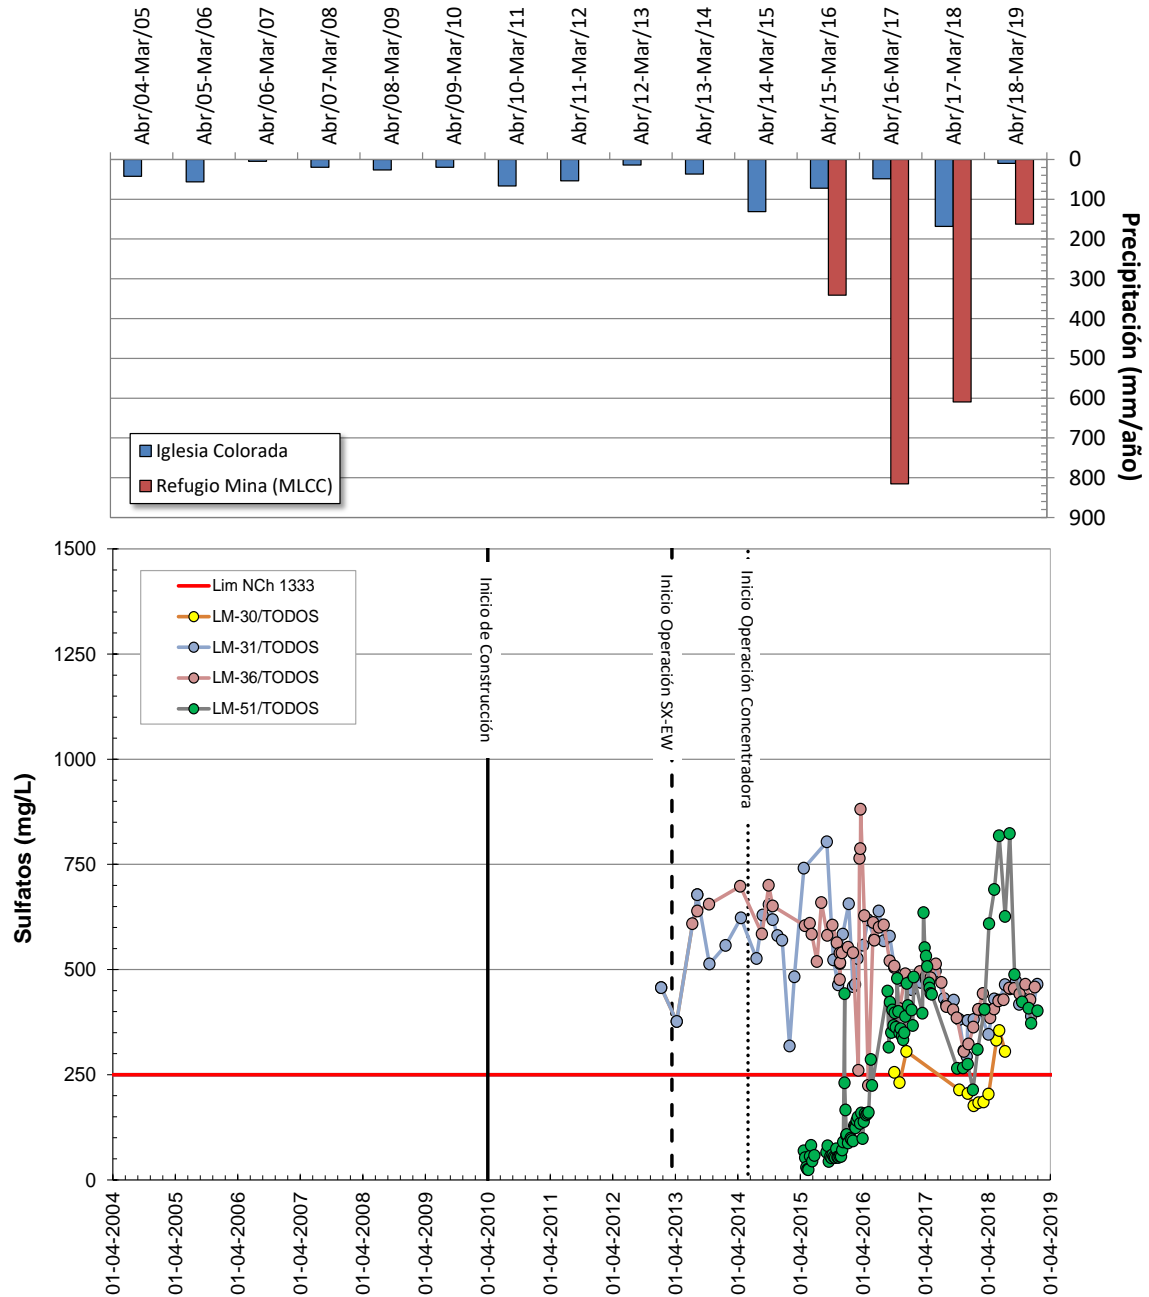 Abr/04-Mar/05
Abr/05-Mar/06
Abr/06-Mar/07
Abr/07-Mar/08
Abr/08-Mar/09
Abr/09-Mar/10
Abr/10-Mar/11
Abr/11-Mar/12
Abr/12-Mar/13
Abr/13-Mar/14
Abr/14-Mar/15
Abr/15-Mar/16
Abr/16-Mar/17
Abr/17-Mar/18
Abr/18-Mar/19
0
100
200
300
400
500
600
700
800
900
Precipitación (mm/año)
Iglesia Colorada
Refugio Mina (MLCC)
1500
1250
1000
750
500
250
0
Sulfatos (mg/L)
Lim NCh 1333
LM-30/TODOS
LM-31/TODOS
LM-36/TODOS
LM-51/TODOS
Inicio de Construcción
Inicio Operación SX-EW
Inicio Operación Concentradora
01-04-2004
01-04-2005
01-04-2006
01-04-2007
01-04-2008
01-04-2009
01-04-2010
01-04-2011
01-04-2012
01-04-2013
01-04-2014
01-04-2015
01-04-2016
01-04-2017
01-04-2018
01-04-2019